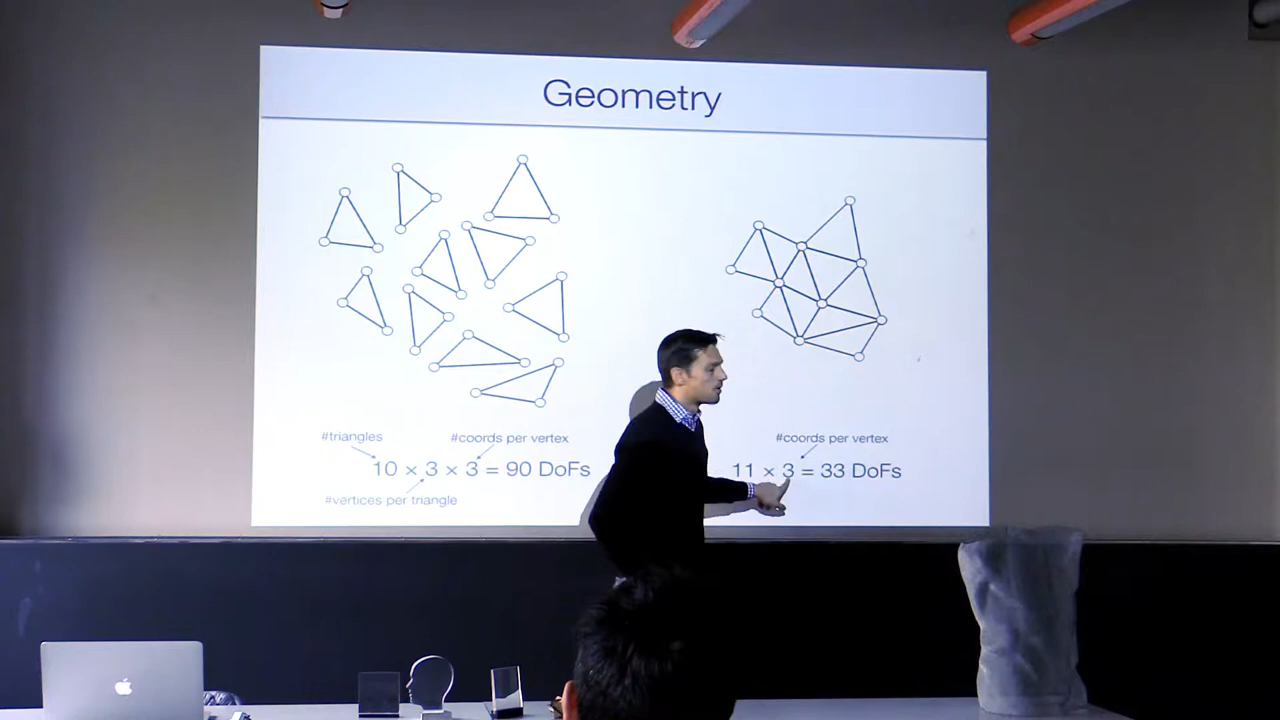 Geometry
#triangles
#coords per vertex
10 × 3 × 3 = 90 DoFs
#vertices per triangle
#coords per vertex
11 × 3 = 33 DoFs